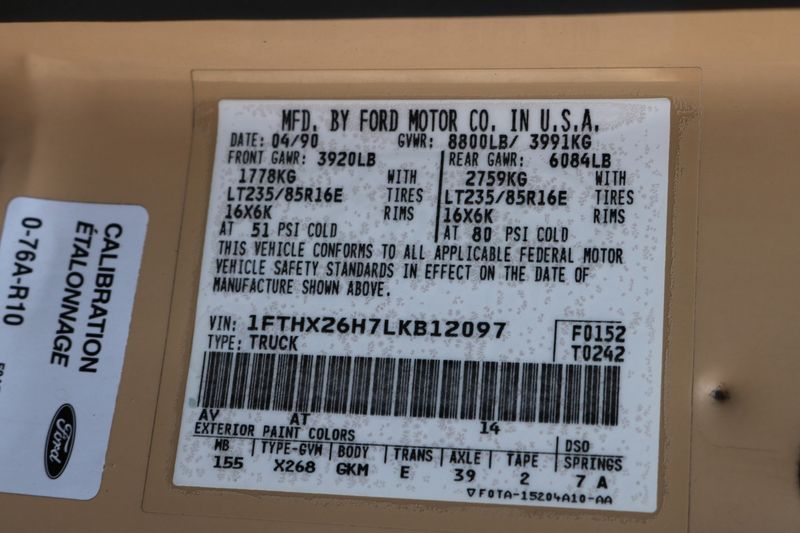 MFD. BY FORD MOTOR CO. IN U.S.A.
DATE: 04/90 GVWR: 8800LB/ 3991KG
FRONT GAWR: 3920LB REAR GAWR: 6084LB
1778KG WITH 2759KG WITH
LT235/85R16E TIRES LT235/85R16E TIRES
16X6K RIMS 16X6K RIMS
AT 51 PSI COLD AT 80 PSI COLD
THIS VEHICLE CONFORMS TO ALL APPLICABLE FEDERAL MOTOR
VEHICLE SAFETY STANDARDS IN EFFECT ON THE DATE OF
MANUFACTURE SHOWN ABOVE.
VIN: 1FTHX26H7LKB12097 F0152
TYPE: TRUCK T0242
AY AT 14
EXTERIOR PAINT COLORS DSO
MB TYPE-GVW BODY TRANS AXLE TAPE SPRINGS
155 X268 GKM E 39 2 7 A
▽F0TA-15204A10-AA
CALIBRATION
ÉTALONNAGE
0-76A-R10
Ford